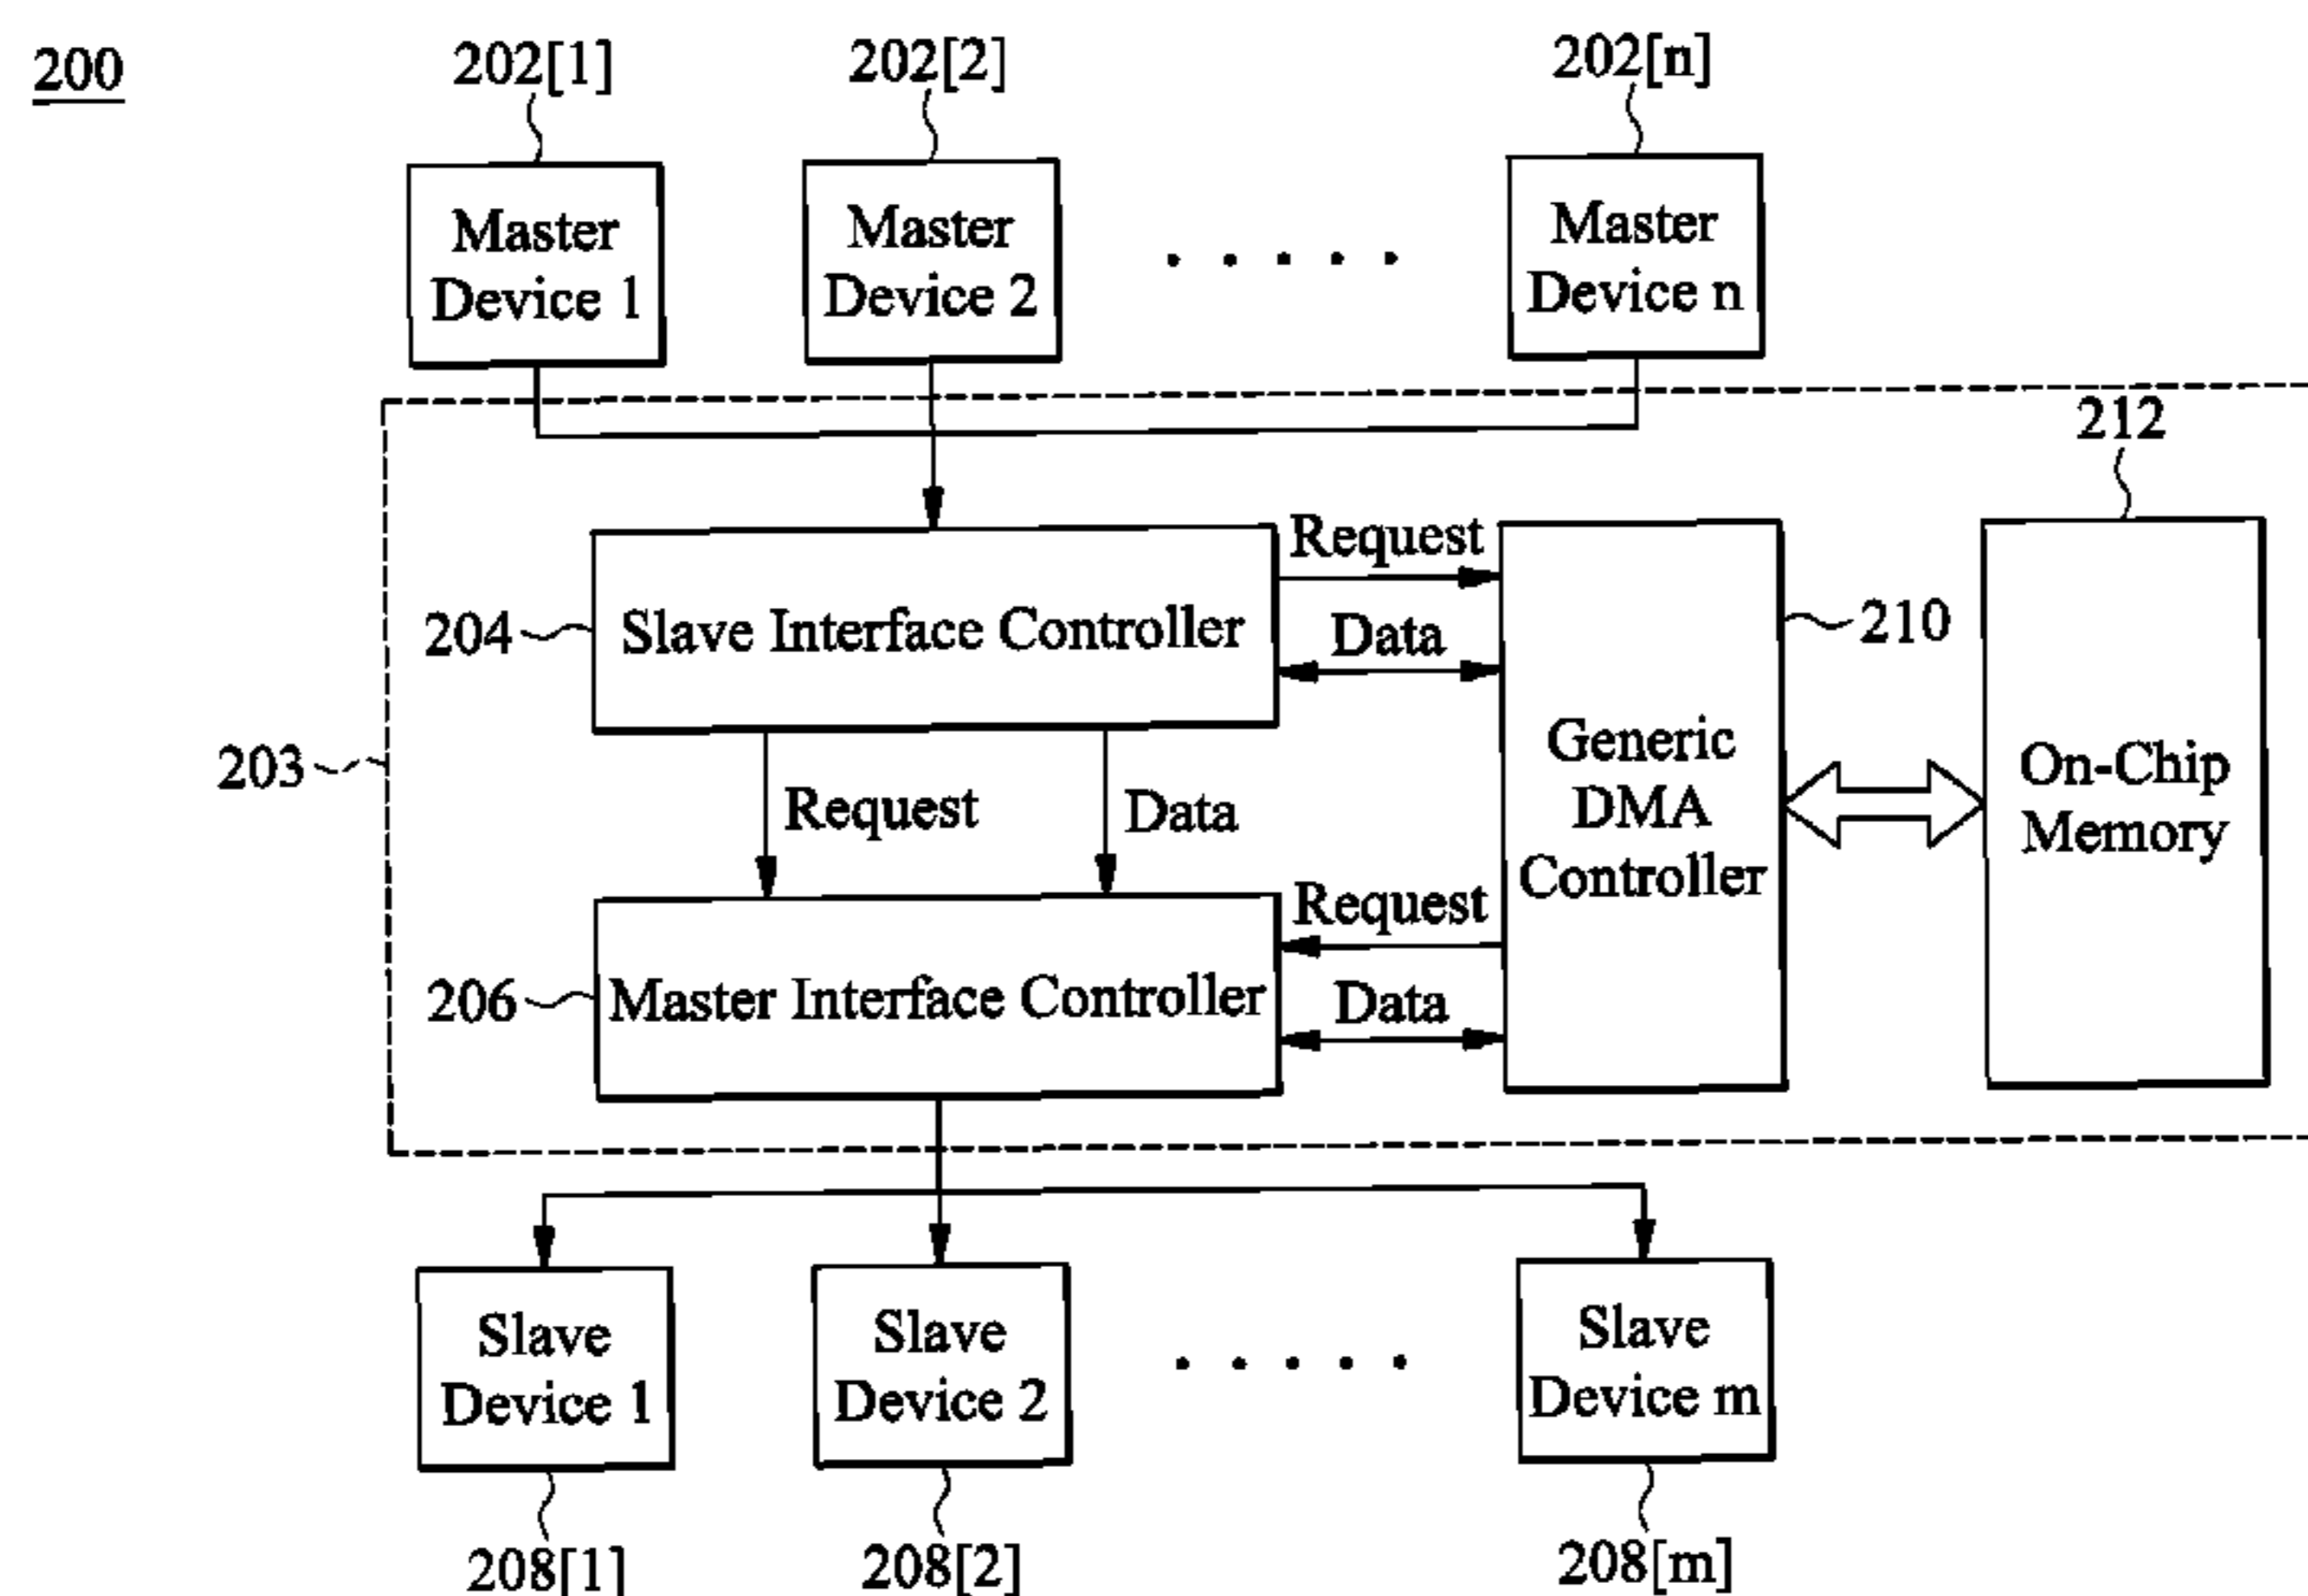 200
202[1]
202[2]
202[n]
Master
Device 1
Master
Device 2
Master
Device n
212
Request
204
Slave Interface Controller
Data
210
203
Request
Data
Generic
DMA
Controller
On-Chip
Memory
Request
206
Master Interface Controller
Data
Slave
Device 1
Slave
Device 2
Slave
Device m
208[1]
208[2]
208[m]